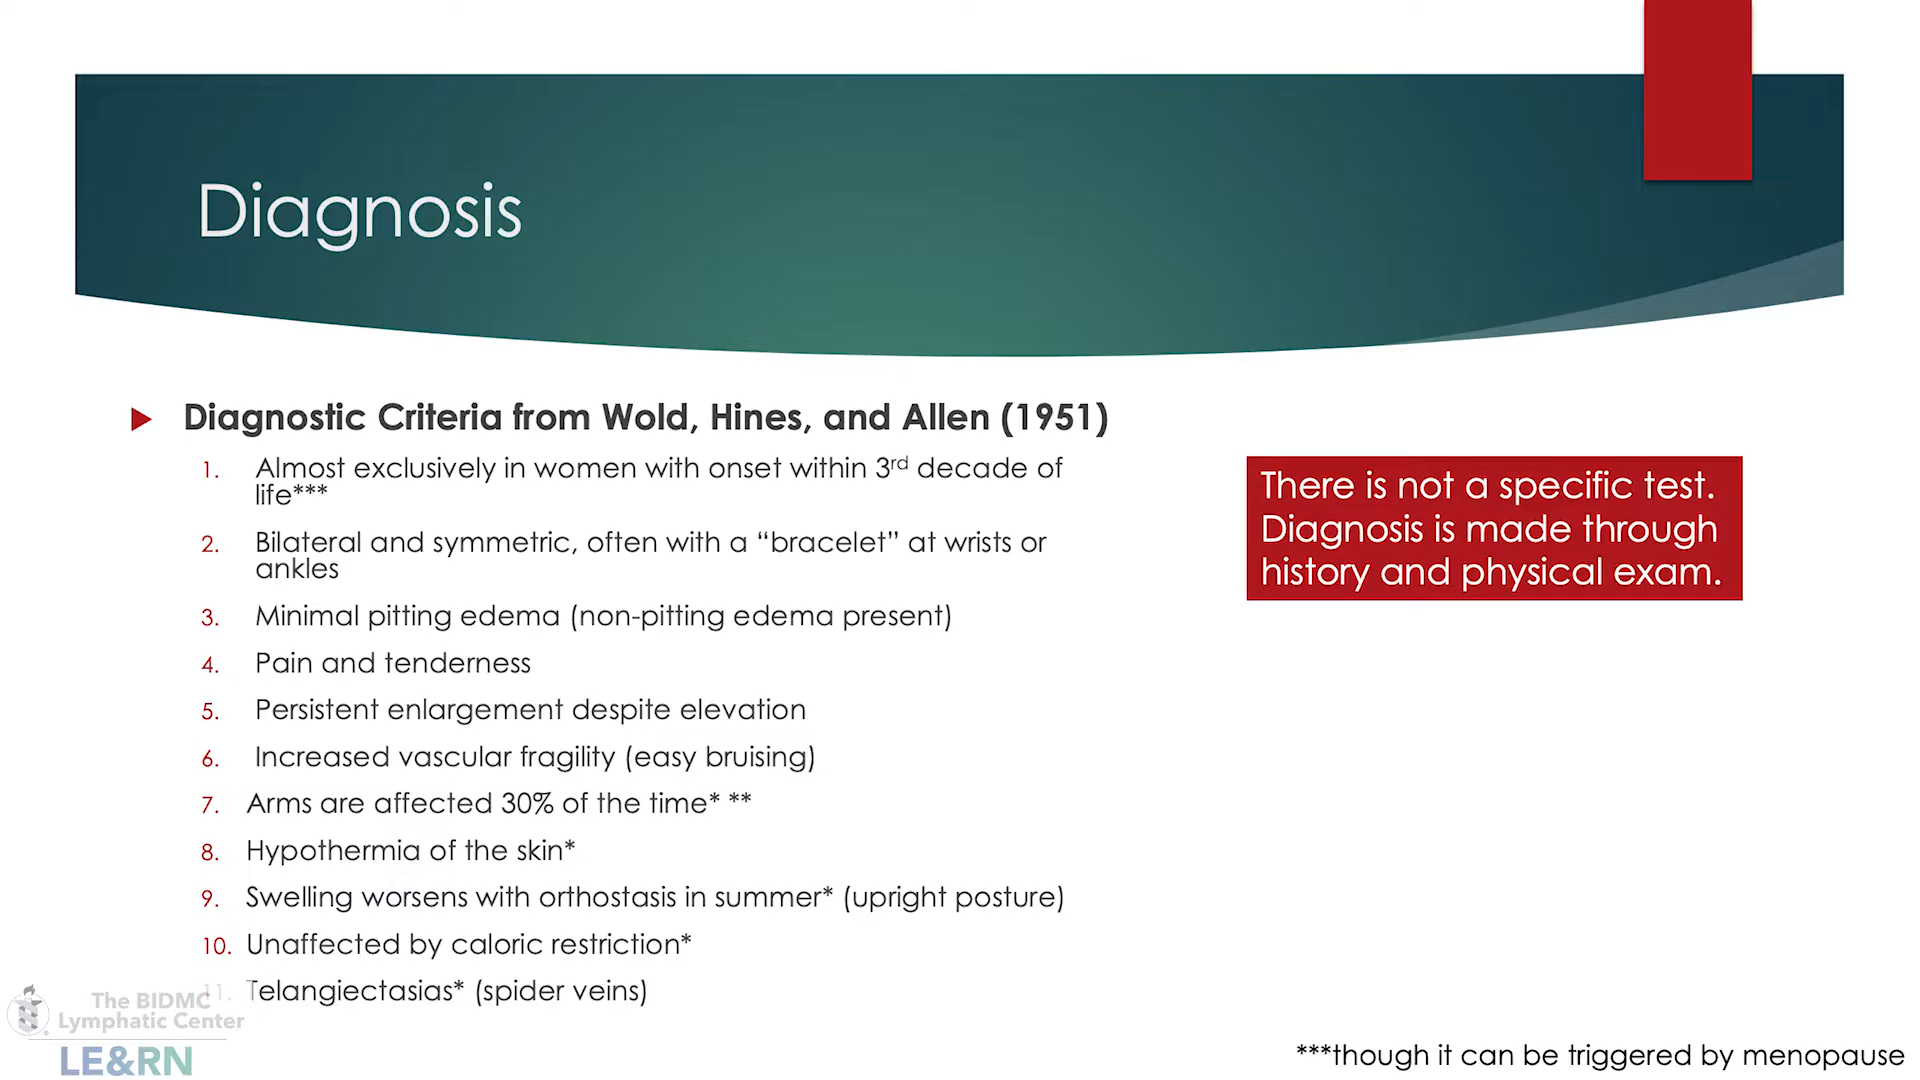 Diagnosis
Diagnostic Criteria from Wold, Hines, and Allen (1951)
1. Almost exclusively in women with onset within 3rd decade of
life***
2. Bilateral and symmetric, often with a “bracelet” at wrists or
ankles
3. Minimal pitting edema (non-pitting edema present)
4. Pain and tenderness
5. Persistent enlargement despite elevation
6. Increased vascular fragility (easy bruising)
7. Arms are affected 30% of the time* **
8. Hypothermia of the skin*
9. Swelling worsens with orthostasis in summer* (upright posture)
10. Unaffected by caloric restriction*
11. Telangiectasias* (spider veins)
There is not a specific test.
Diagnosis is made through
history and physical exam.
The BIDMC
Lymphatic Center
LE&RN
***though it can be triggered by menopause